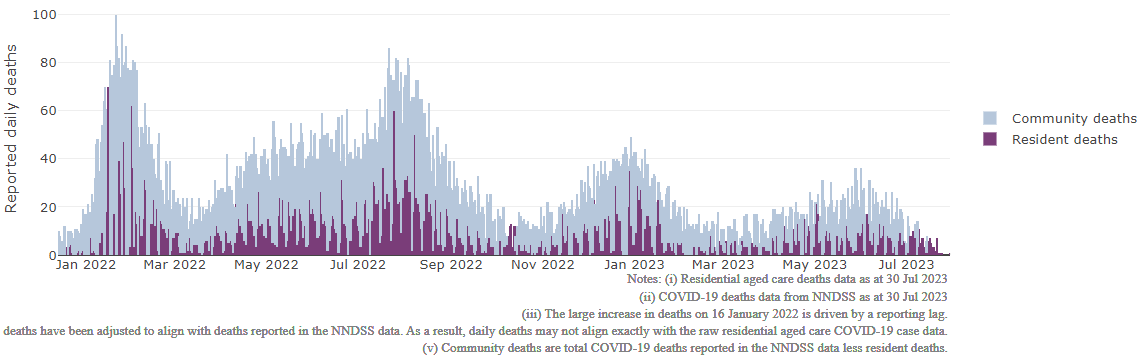 100
80
60
40
20
0
Reported daily deaths
Jan 2022 Mar 2022 May 2022 Jul 2022 Sep 2022 Nov 2022 Jan 2023 Mar 2023 May 2023 Jul 2023
Community deaths
Resident deaths
Notes: (i) Residential aged care deaths data as at 30 Jul 2023
(ii) COVID-19 deaths data from NNDSS as at 30 Jul 2023
(iii) The large increase in deaths on 16 January 2022 is driven by a reporting lag.
deaths have been adjusted to align with deaths reported in the NNDSS data. As a result, daily deaths may not align exactly with the raw residential aged care COVID-19 case data.
(v) Community deaths are total COVID-19 deaths reported in the NNDSS data less resident deaths.